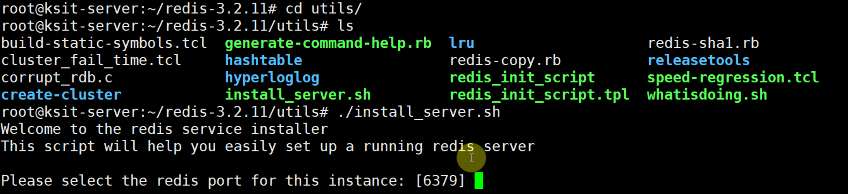 root@ksit-server:~/redis-3.2.11# cd utils/
root@ksit-server:~/redis-3.2.11/utils# ls
build-static-symbols.tcl generate-command-help.rb lru redis-sha1.rb
cluster_fail_time.tcl hashtable redis-copy.rb releasetools
corrupt_rdb.c hyperloglog redis_init_script speed-regression.tcl
create-cluster install_server.sh redis_init_script.tpl whatisdoing.sh
root@ksit-server:~/redis-3.2.11/utils# ./install_server.sh
Welcome to the redis service installer
This script will help you easily set up a running redis server
Please select the redis port for this instance: [6379]